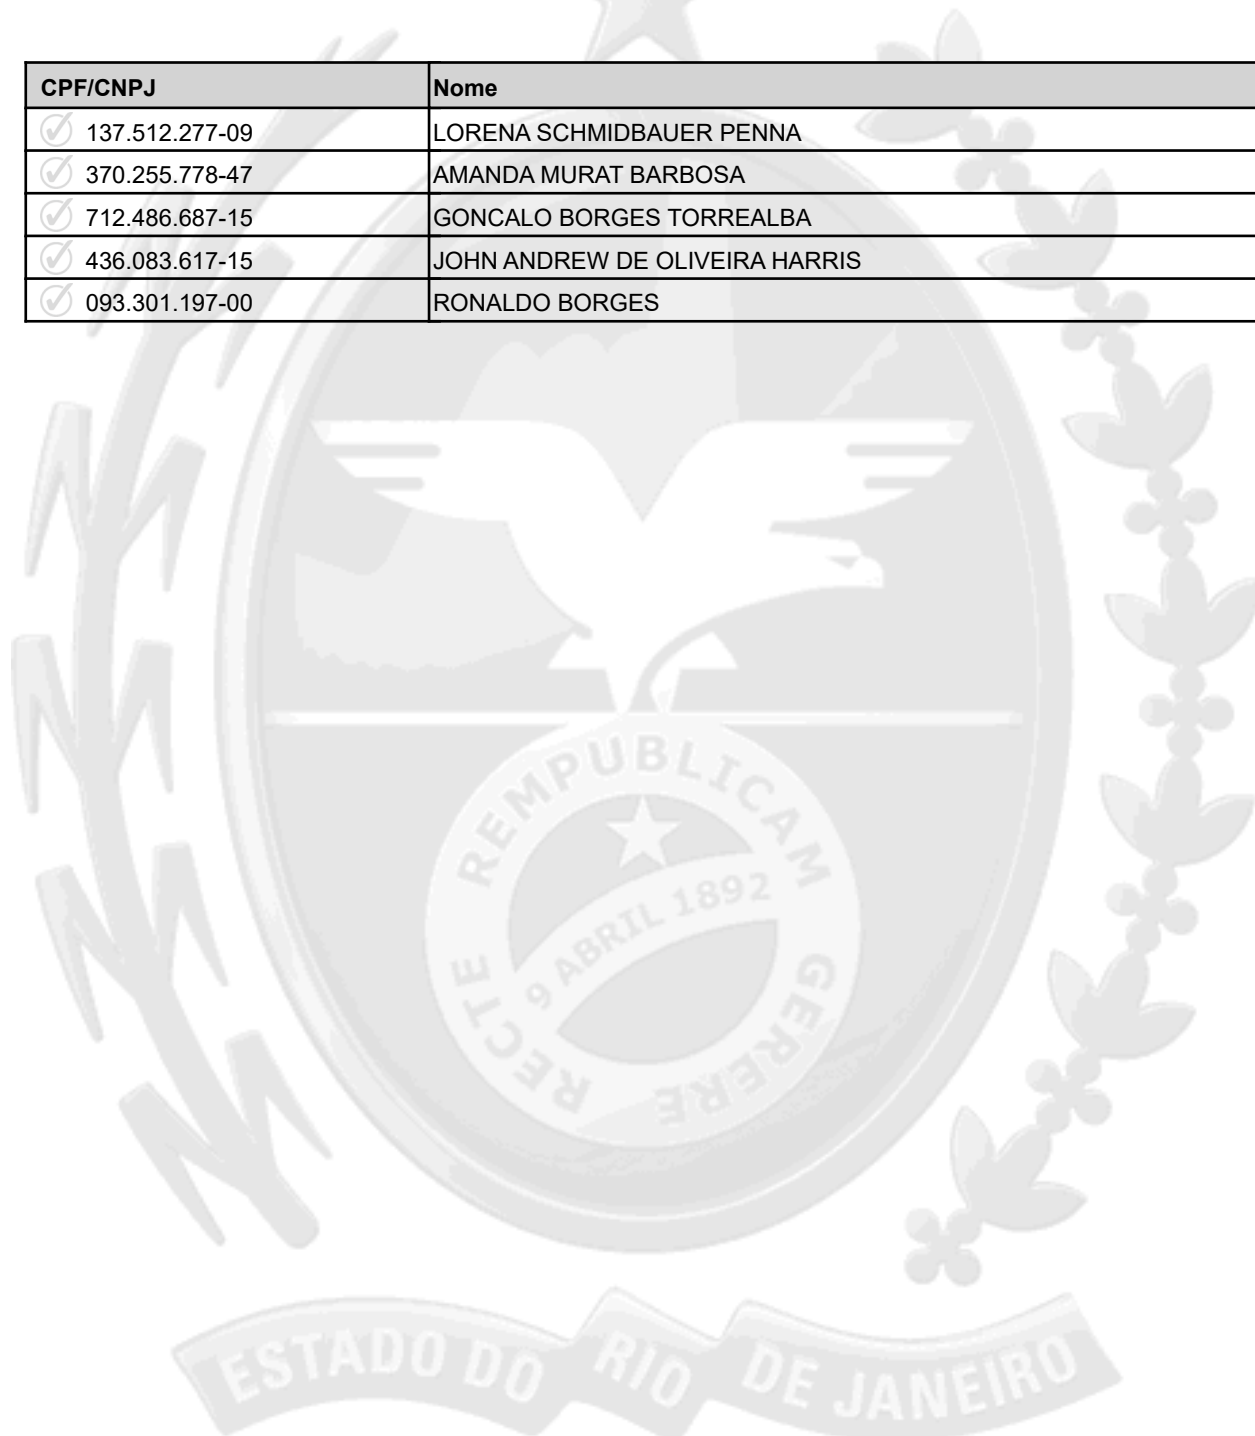 CPF/CNPJ Nome
137.512.277-09 LORENA SCHMIDBAUER PENNA
370.255.778-47 AMANDA MURAT BARBOSA
712.486.687-15 GONCALO BORGES TORREALBA
436.083.617-15 JOHN ANDREW DE OLIVEIRA HARRIS
093.301.197-00 RONALDO BORGES
RECTE REMPUBLICAM GERERE
9 ABRIL 1892
ESTADO DO RIO DE JANEIRO